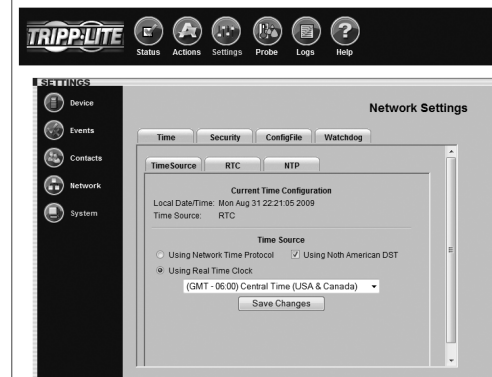 TRIPP·LITE
Status Actions Settings Probe Logs Help
SETTINGS
Device
Events
Contacts
Network
System
Network Settings
Time Security ConfigFile Watchdog
TimeSource RTC NTP
Current Time Configuration
Local Date/Time: Mon Aug 31 22:21:05 2009
Time Source: RTC
Time Source
Using Network Time Protocol Using Noth American DST
Using Real Time Clock
(GMT - 06:00) Central Time (USA & Canada)
Save Changes